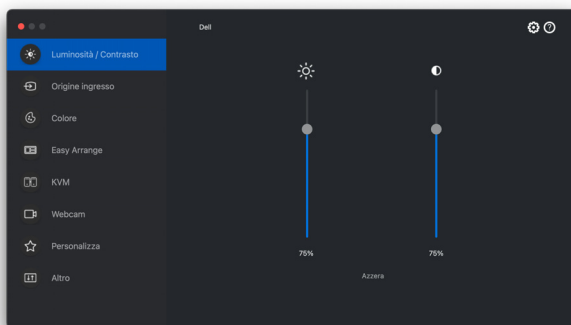 Dell
Luminosità / Contrasto
Origine ingresso
Colore
Easy Arrange
KVM
Webcam
Personalizza
Altro
75%
75%
Azzera